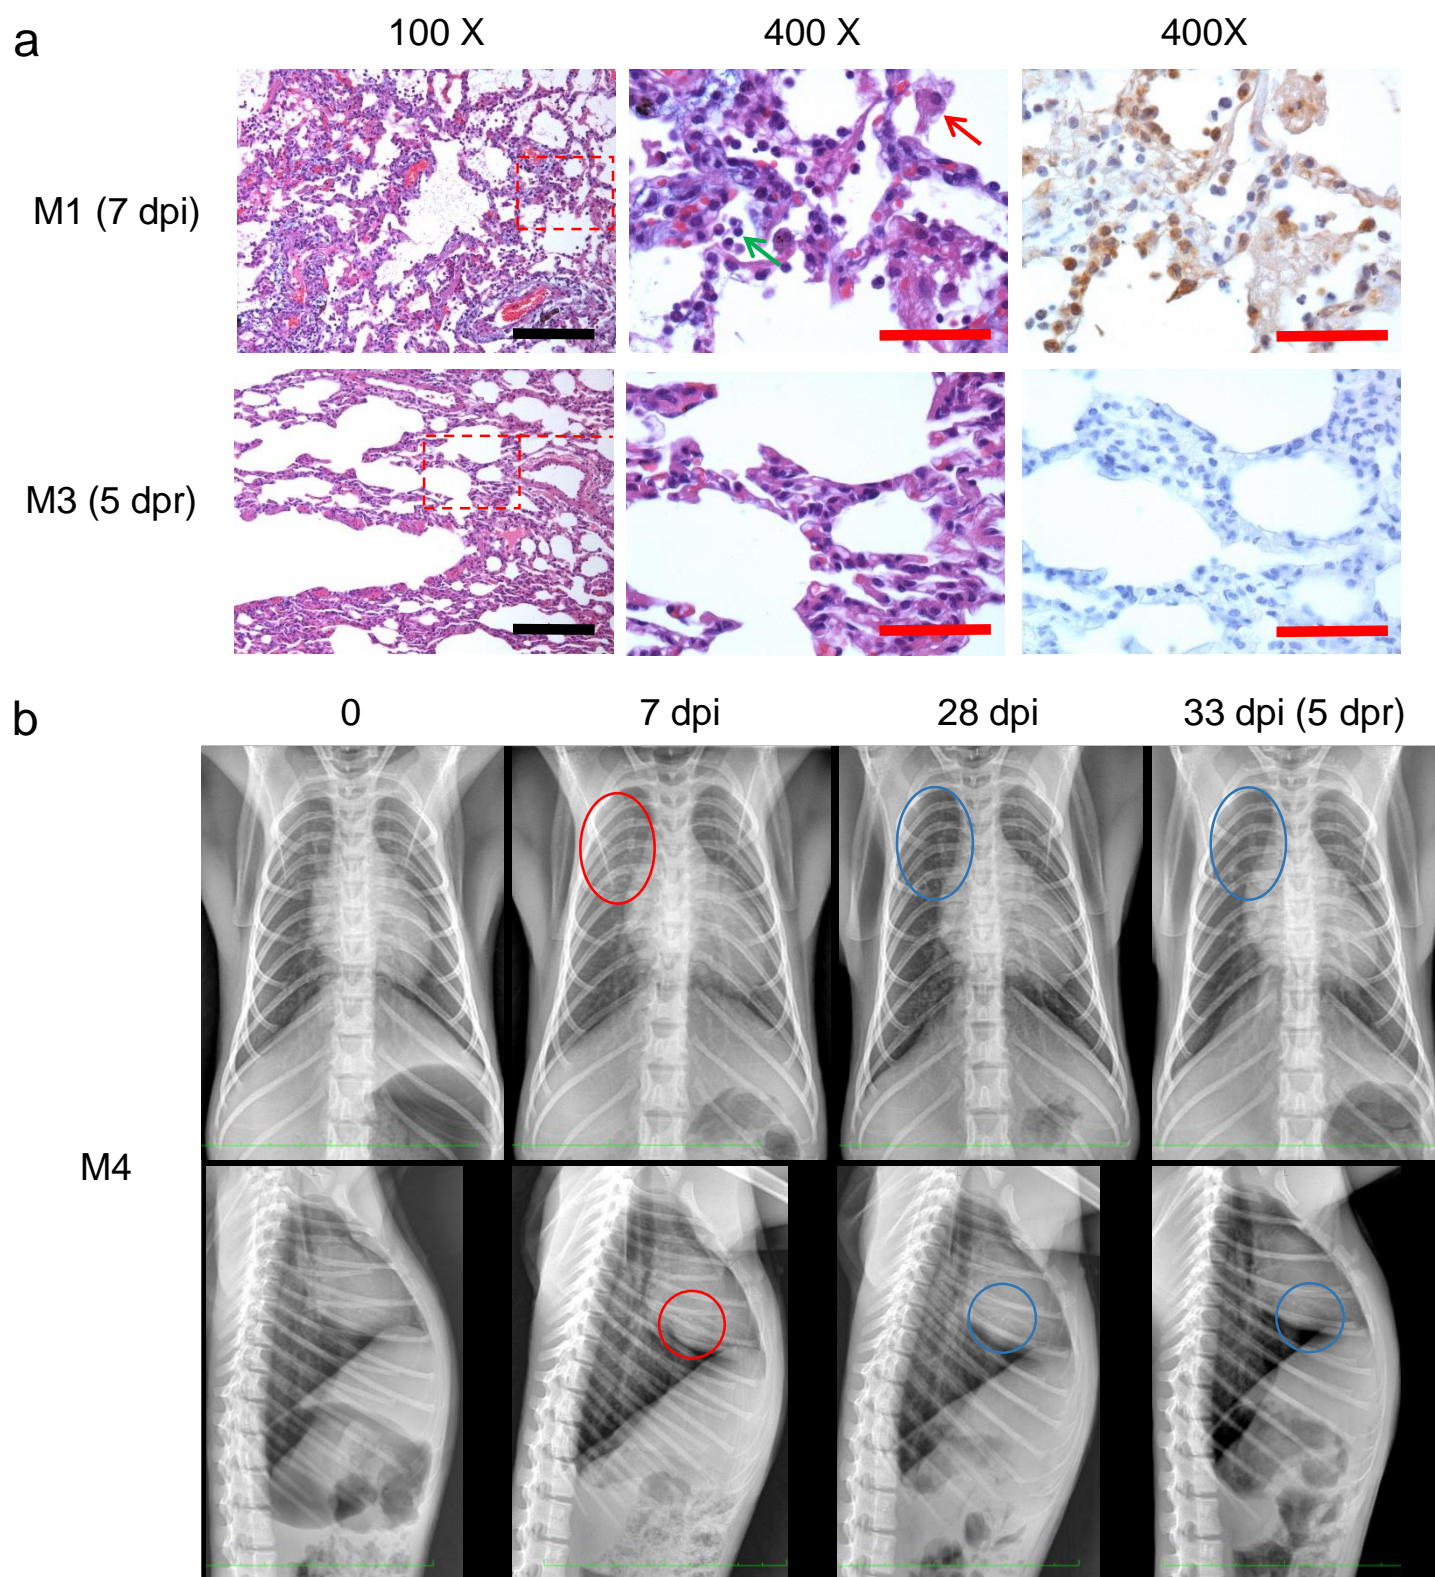 a
100 X
400 X
400X
M1 (7 dpi)
M3 (5 dpr)
b
0
7 dpi
28 dpi
33 dpi (5 dpr)
M4